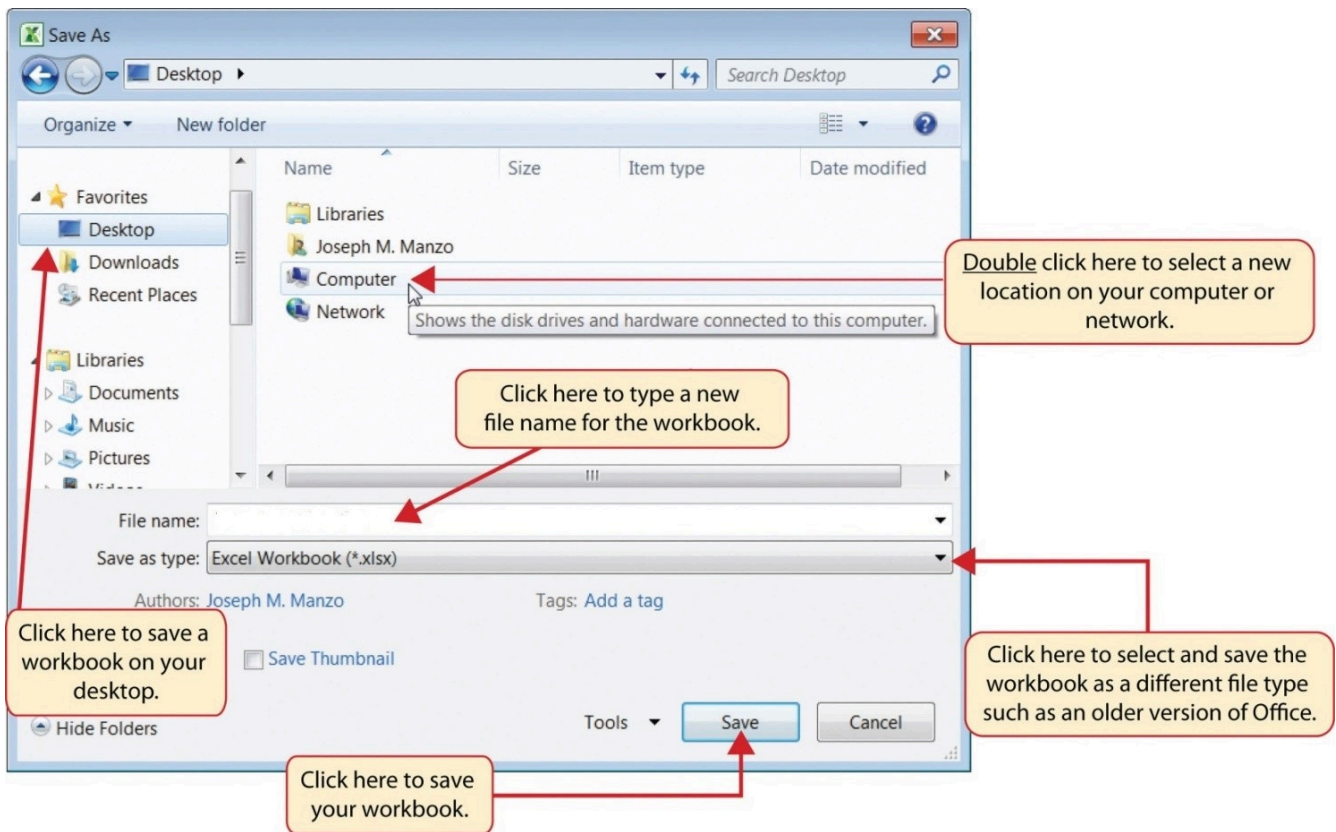 Save As
Desktop
Search Desktop
Organize
New folder
Name
Size
Item type
Date modified
Favorites
Desktop
Downloads
Recent Places
Libraries
Documents
Music
Pictures
Videos
Libraries
Joseph M. Manzo
Computer
Network
Shows the disk drives and hardware connected to this computer.
Double click here to select a new
location on your computer or
network.
Click here to type a new
file name for the workbook.
File name:
Save as type: Excel Workbook (*.xlsx)
Authors: Joseph M. Manzo
Tags: Add a tag
Click here to save a
workbook on your
desktop.
Save Thumbnail
Click here to select and save the
workbook as a different file type
such as an older version of Office.
Hide Folders
Tools
Save
Cancel
Click here to save
your workbook.